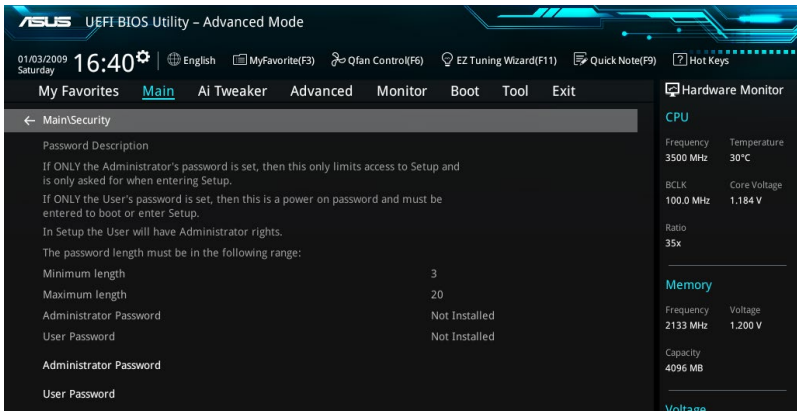 ASUS UEFI BIOS Utility – Advanced Mode
01/03/2009
Saturday
16:40
English
MyFavorite(F3)
Qfan Control(F6)
EZ Tuning Wizard(F11)
Quick Note(F9)
? Hot Keys
My Favorites Main Ai Tweaker Advanced Monitor Boot Tool Exit
Main\Security
Password Description
If ONLY the Administrator's password is set, then this only limits access to Setup and
is only asked for when entering Setup.
If ONLY the User's password is set, then this is a power on password and must be
entered to boot or enter Setup.
In Setup the User will have Administrator rights.
The password length must be in the following range:
Minimum length 3
Maximum length 20
Administrator Password Not Installed
User Password Not Installed
Administrator Password
User Password
Hardware Monitor
CPU
Frequency Temperature
3500 MHz 30°C
BCLK Core Voltage
100.0 MHz 1.184 V
Ratio
35x
Memory
Frequency Voltage
2133 MHz 1.200 V
Capacity
4096 MB
Voltage